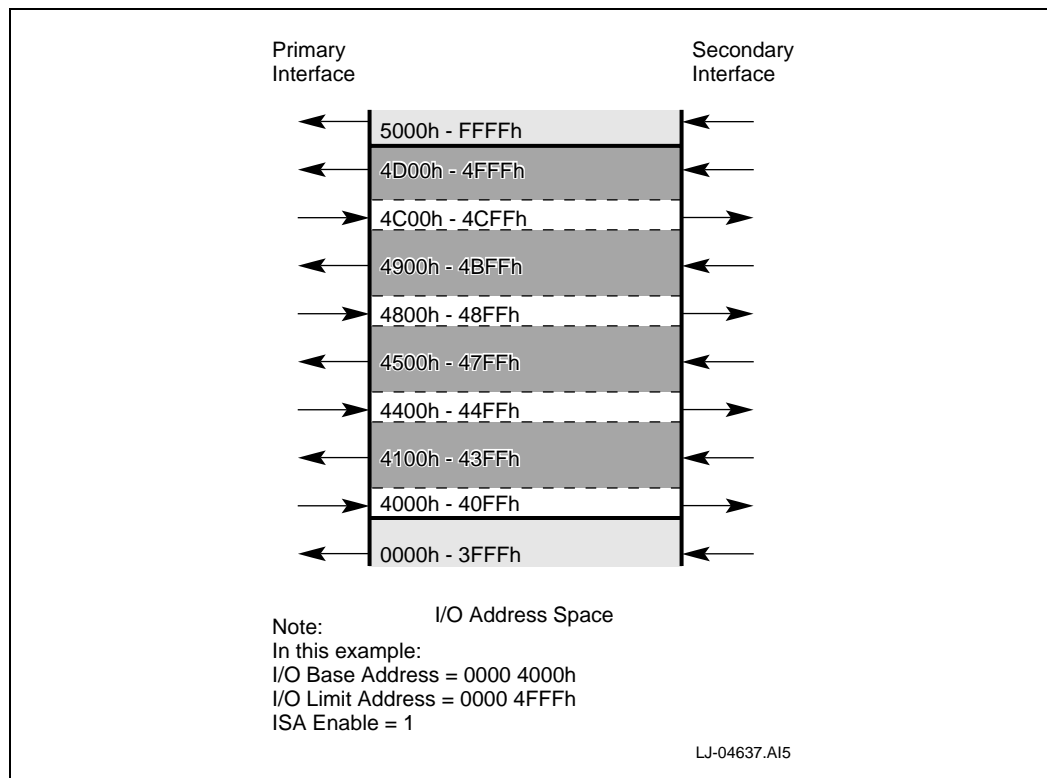 Primary
Interface
Secondary
Interface
5000h - FFFFh
4D00h - 4FFFh
4C00h - 4CFFh
4900h - 4BFFh
4800h - 48FFh
4500h - 47FFh
4400h - 44FFh
4100h - 43FFh
4000h - 40FFh
0000h - 3FFFh
I/O Address Space
Note:
In this example:
I/O Base Address = 0000 4000h
I/O Limit Address = 0000 4FFFh
ISA Enable = 1
LJ-04637.AI5